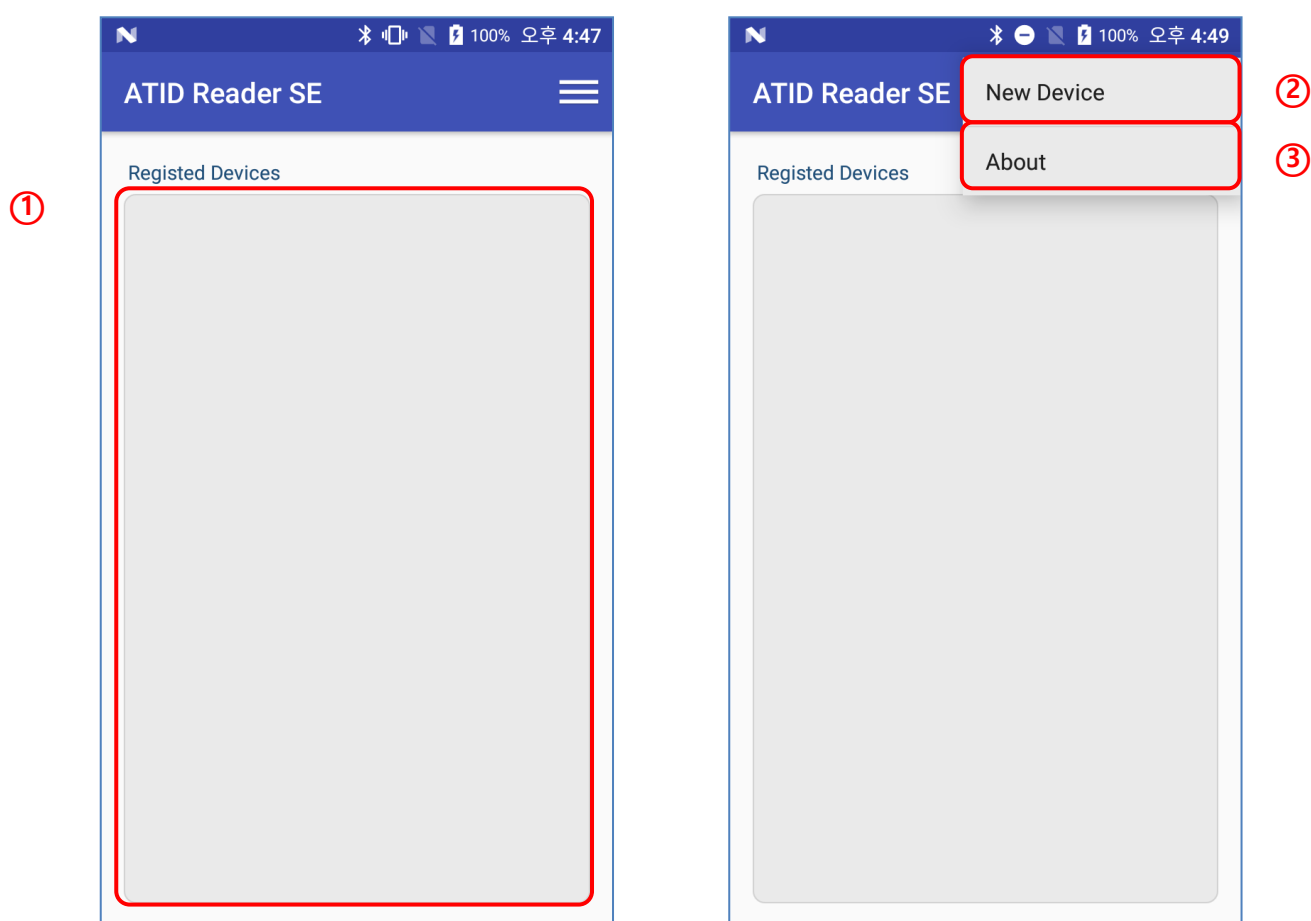 100% 오후 4:47
ATID Reader SE
Registed Devices
①
100% 오후 4:49
ATID Reader SE
New Device
②
About
③
Registed Devices